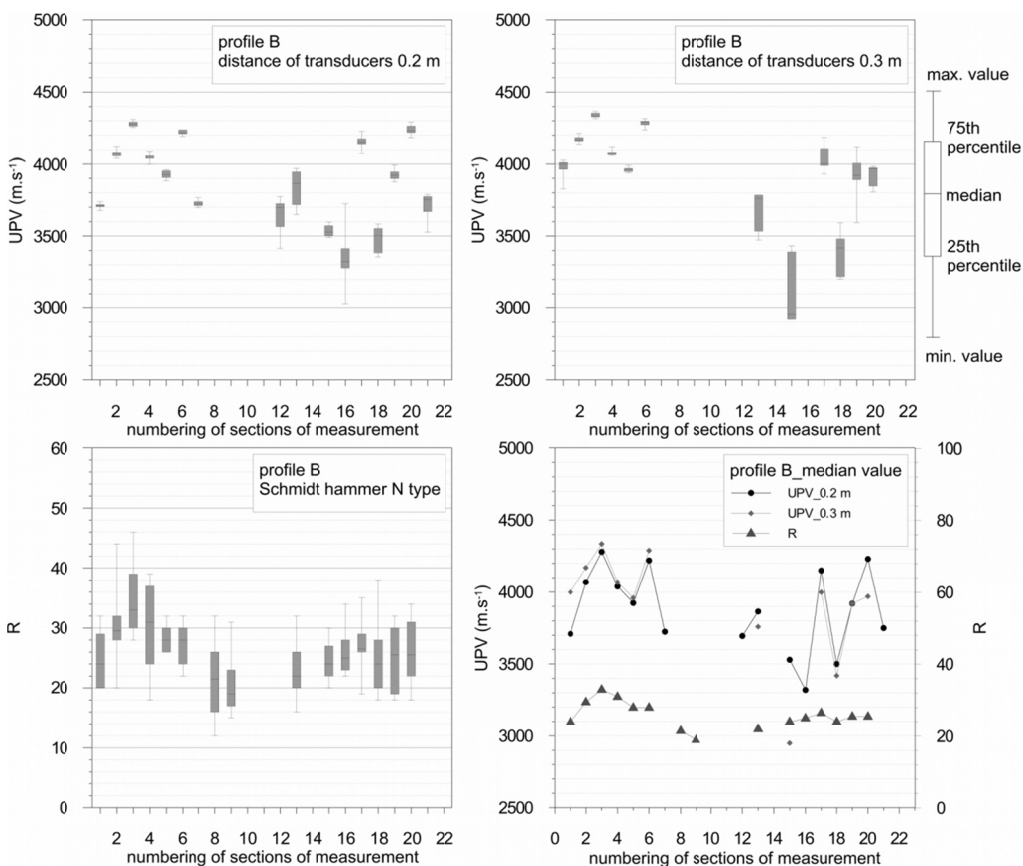 5000
4500
4000
3500
3000
2500
UPV (m.s-1)
profile B
distance of transducers 0.2 m
2 4 6 8 10 12 14 16 18 20 22
numbering of sections of measurement
5000
4500
4000
3500
3000
2500
UPV (m.s-1)
profile B
distance of transducers 0.3 m
2 4 6 8 10 12 14 16 18 20 22
numbering of sections of measurement
max. value
75th
percentile
median
25th
percentile
min. value
60
50
40
30
20
10
0
R
profile B
Schmidt hammer N type
2 4 6 8 10 12 14 16 18 20 22
numbering of sections of measurement
5000
4500
4000
3500
3000
2500
UPV (m.s-1)
profile B_median value
UPV_0.2 m
UPV_0.3 m
R
100
80
60
40
20
0
R
0 2 4 6 8 10 12 14 16 18 20 22
numbering of sections of measurement